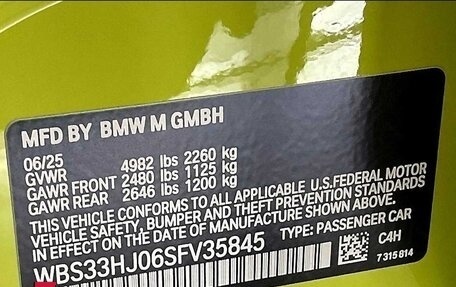 MFD BY BMW M GMBH
06/25
GVWR 4982 lbs 2260 kg
GAWR FRONT 2480 lbs 1125 kg
GAWR REAR 2646 lbs 1200 kg
THIS VEHICLE CONFORMS TO ALL APPLICABLE U.S.FEDERAL MOTOR
VEHICLE SAFETY, BUMPER AND THEFT PREVENTION STANDARDS
IN EFFECT ON THE DATE OF MANUFACTURE SHOWN ABOVE.
WBS33HJ06SFV35845 TYPE: PASSENGER CAR
C4H
7315814